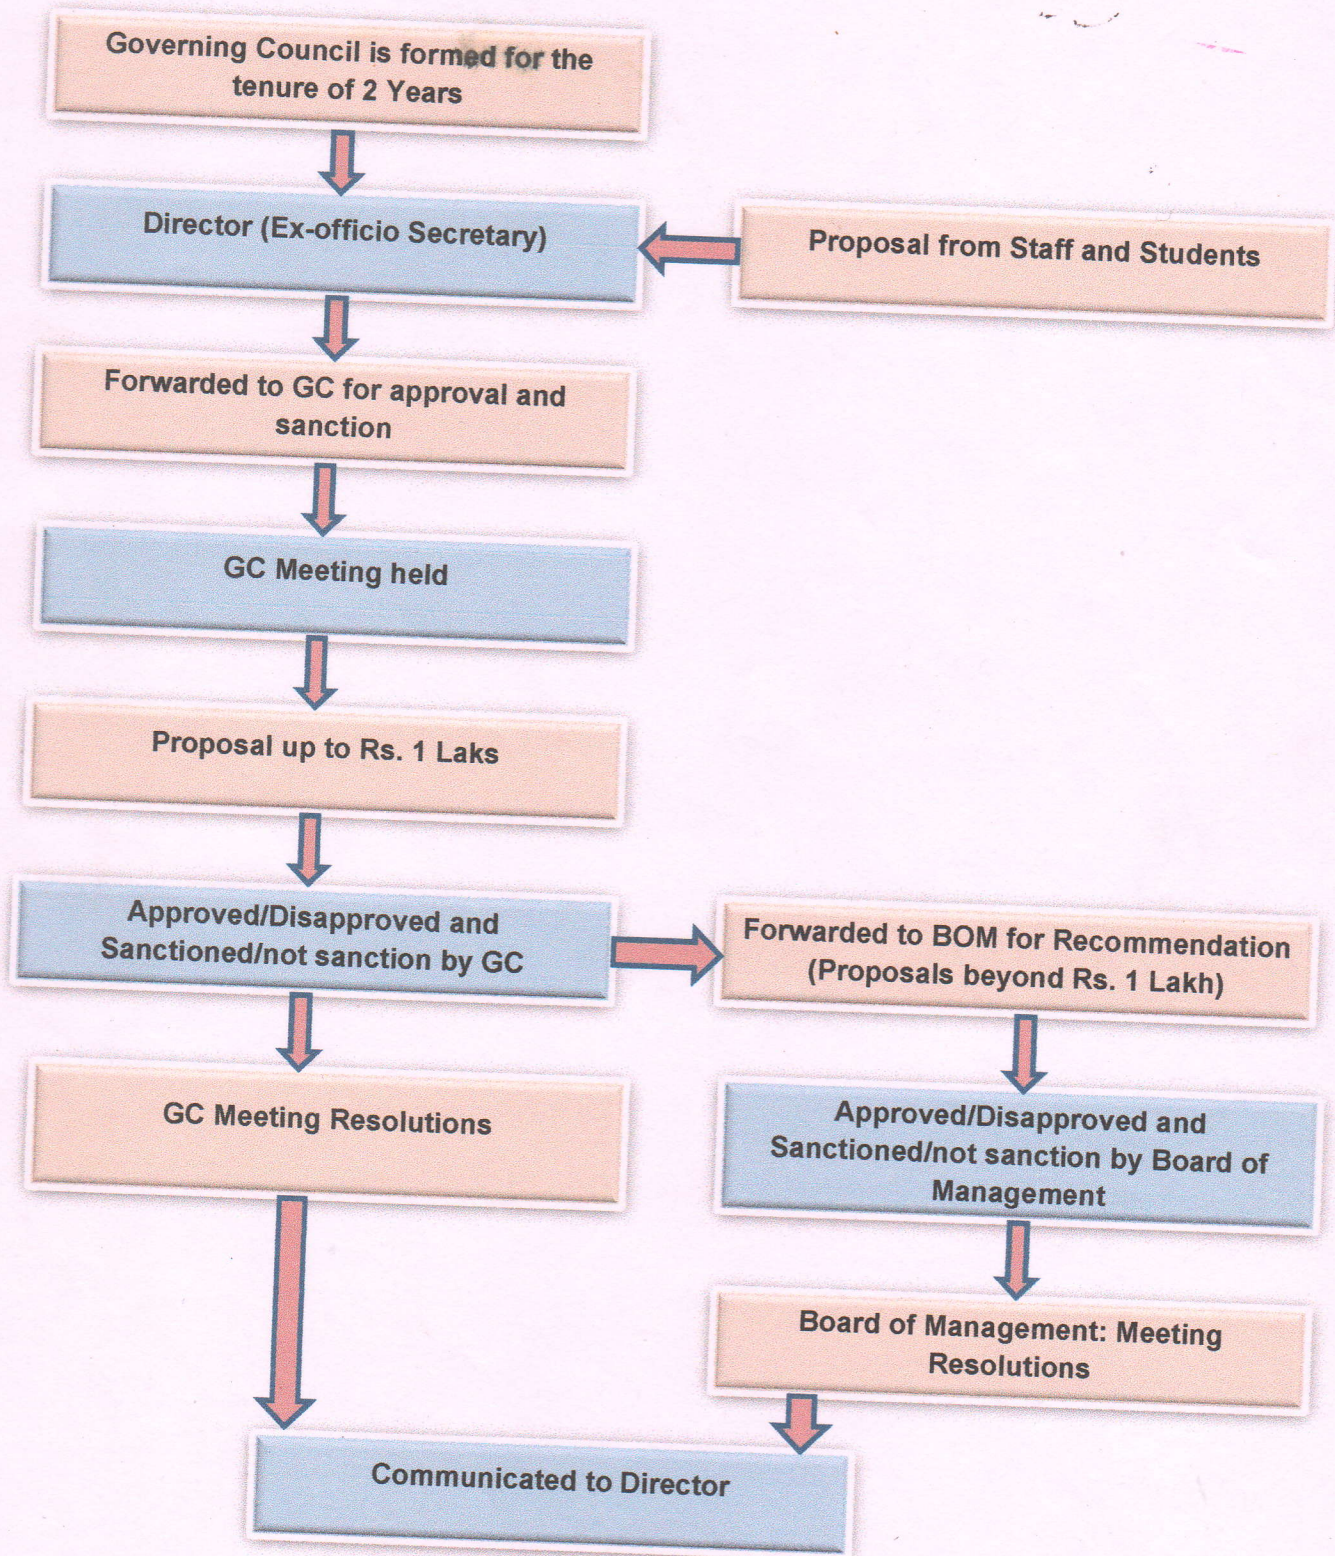 Governing Council is formed for the
tenure of 2 Years
Director (Ex-officio Secretary)
Proposal from Staff and Students
Forwarded to GC for approval and
sanction
GC Meeting held
Proposal up to Rs. 1 Laks
Approved/Disapproved and
Sanctioned/not sanction by GC
Forwarded to BOM for Recommendation
(Proposals beyond Rs. 1 Lakh)
GC Meeting Resolutions
Approved/Disapproved and
Sanctioned/not sanction by Board of
Management
Board of Management: Meeting
Resolutions
Communicated to Director